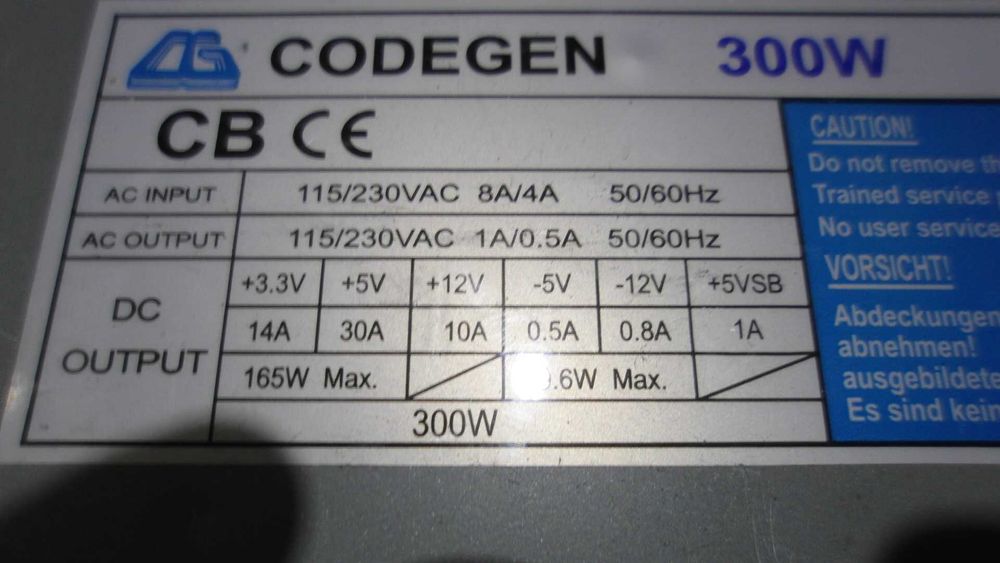 CODEGEN 300W
CB CE
AC INPUT 115/230VAC 8A/4A 50/60Hz
AC OUTPUT 115/230VAC 1A/0.5A 50/60Hz
DC OUTPUT
+3.3V +5V +12V -5V -12V +5VSB
14A 30A 10A 0.5A 0.8A 1A
165W Max. .6W Max.
300W
CAUTION!
Do not remove
Trained service
No user service
VORSICHT!
Abdeckungen
abnehmen!
ausgebildete
Es sind kein